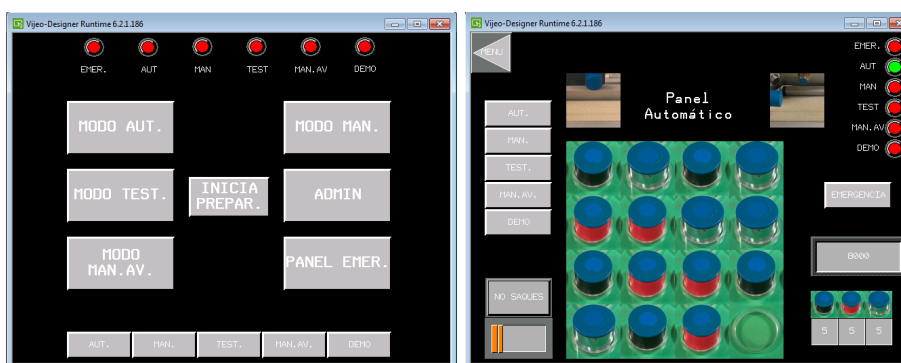 Vijeo-Designer Runtime 6.2.1.186
EMER. AUT MAN TEST MAN.AV DEMO
MODO AUT.
MODO MAN.
MODO TEST.
INICIA
PREPAR.
ADMIN
MODO
MAN.AV.
PANEL EMER.
AUT. MAN. TEST. MAN.AV. DEMO
Vijeo-Designer Runtime 6.2.1.186
MENU
Panel
Automático
EMER.
AUT
MAN
TEST
MAN.AV
DEMO
AUT.
MAN.
TEST.
MAN.AV.
DEMO
EMERGENCIA
8000
NO SAQUES
5 5 5